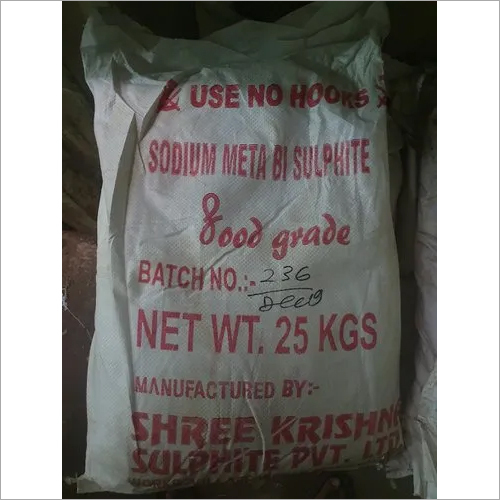 USE NO HOOKS
SODIUM META BI SULPHITE
food grade
BATCH NO.:- 236
Dec19
NET WT. 25 KGS
MANUFACTURED BY:-
SHREE KRISHNA
SULPHITE PVT. LTD.